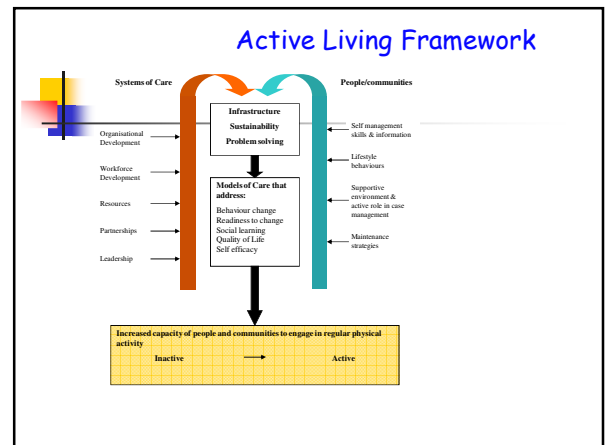 Active Living Framework
Systems of Care
People/communities
Organisational
Development
Workforce
Development
Resources
Partnerships
Leadership
Infrastructure
Sustainability
Problem solving
Models of Care that
address:
Behaviour change
Readiness to change
Social learning
Quality of Life
Self efficacy
Self management
skills & information
Lifestyle
behaviours
Supportive
environment &
active role in case
management
Maintenance
strategies
Increased capacity of people and communities to engage in regular physical
activity
Inactive
Active